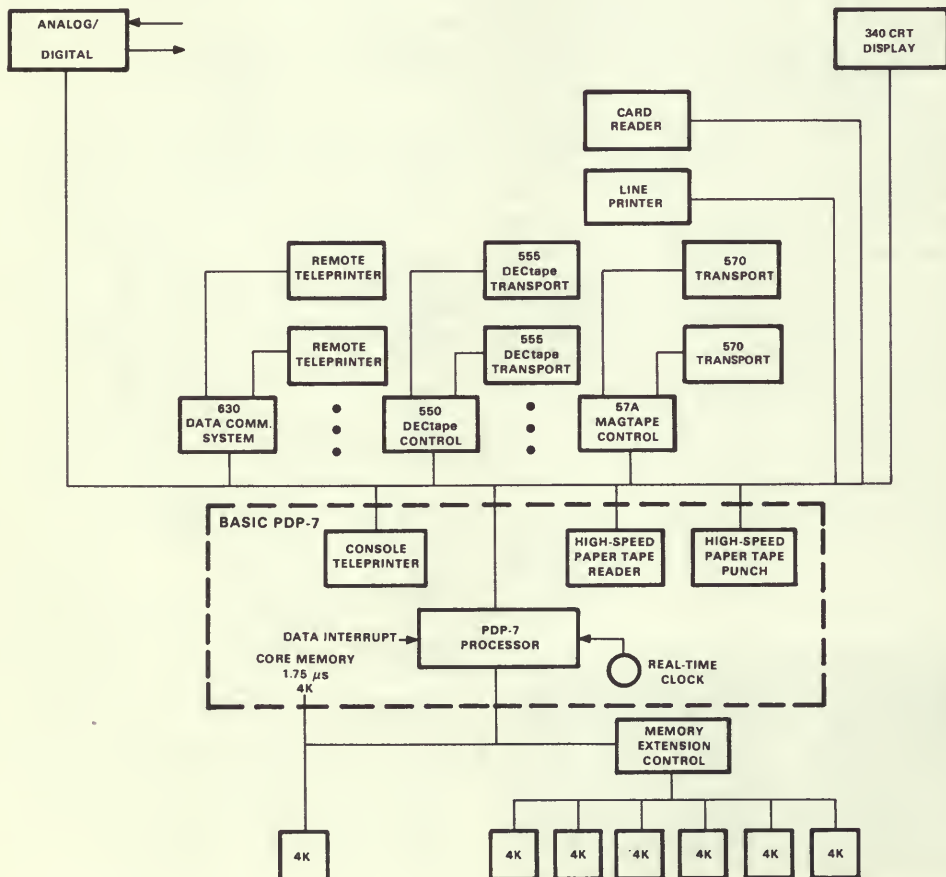 ANALOG/
DIGITAL
340 CRT
DISPLAY
CARD
READER
LINE
PRINTER
REMOTE
TELEPRINTER
555
DECtape
TRANSPORT
570
TRANSPORT
REMOTE
TELEPRINTER
555
DECtape
TRANSPORT
570
TRANSPORT
630
DATA COMM.
SYSTEM
550
DECtape
CONTROL
57A
MAGTAPE
CONTROL
BASIC PDP-7
CONSOLE
TELEPRINTER
HIGH-SPEED
PAPER TAPE
READER
HIGH-SPEED
PAPER TAPE
PUNCH
DATA INTERRUPT
PDP-7
PROCESSOR
CORE MEMORY
1.75 μs
4K
REAL-TIME
CLOCK
MEMORY
EXTENSION
CONTROL
4K
4K
4K
4K
4K
4K
4K